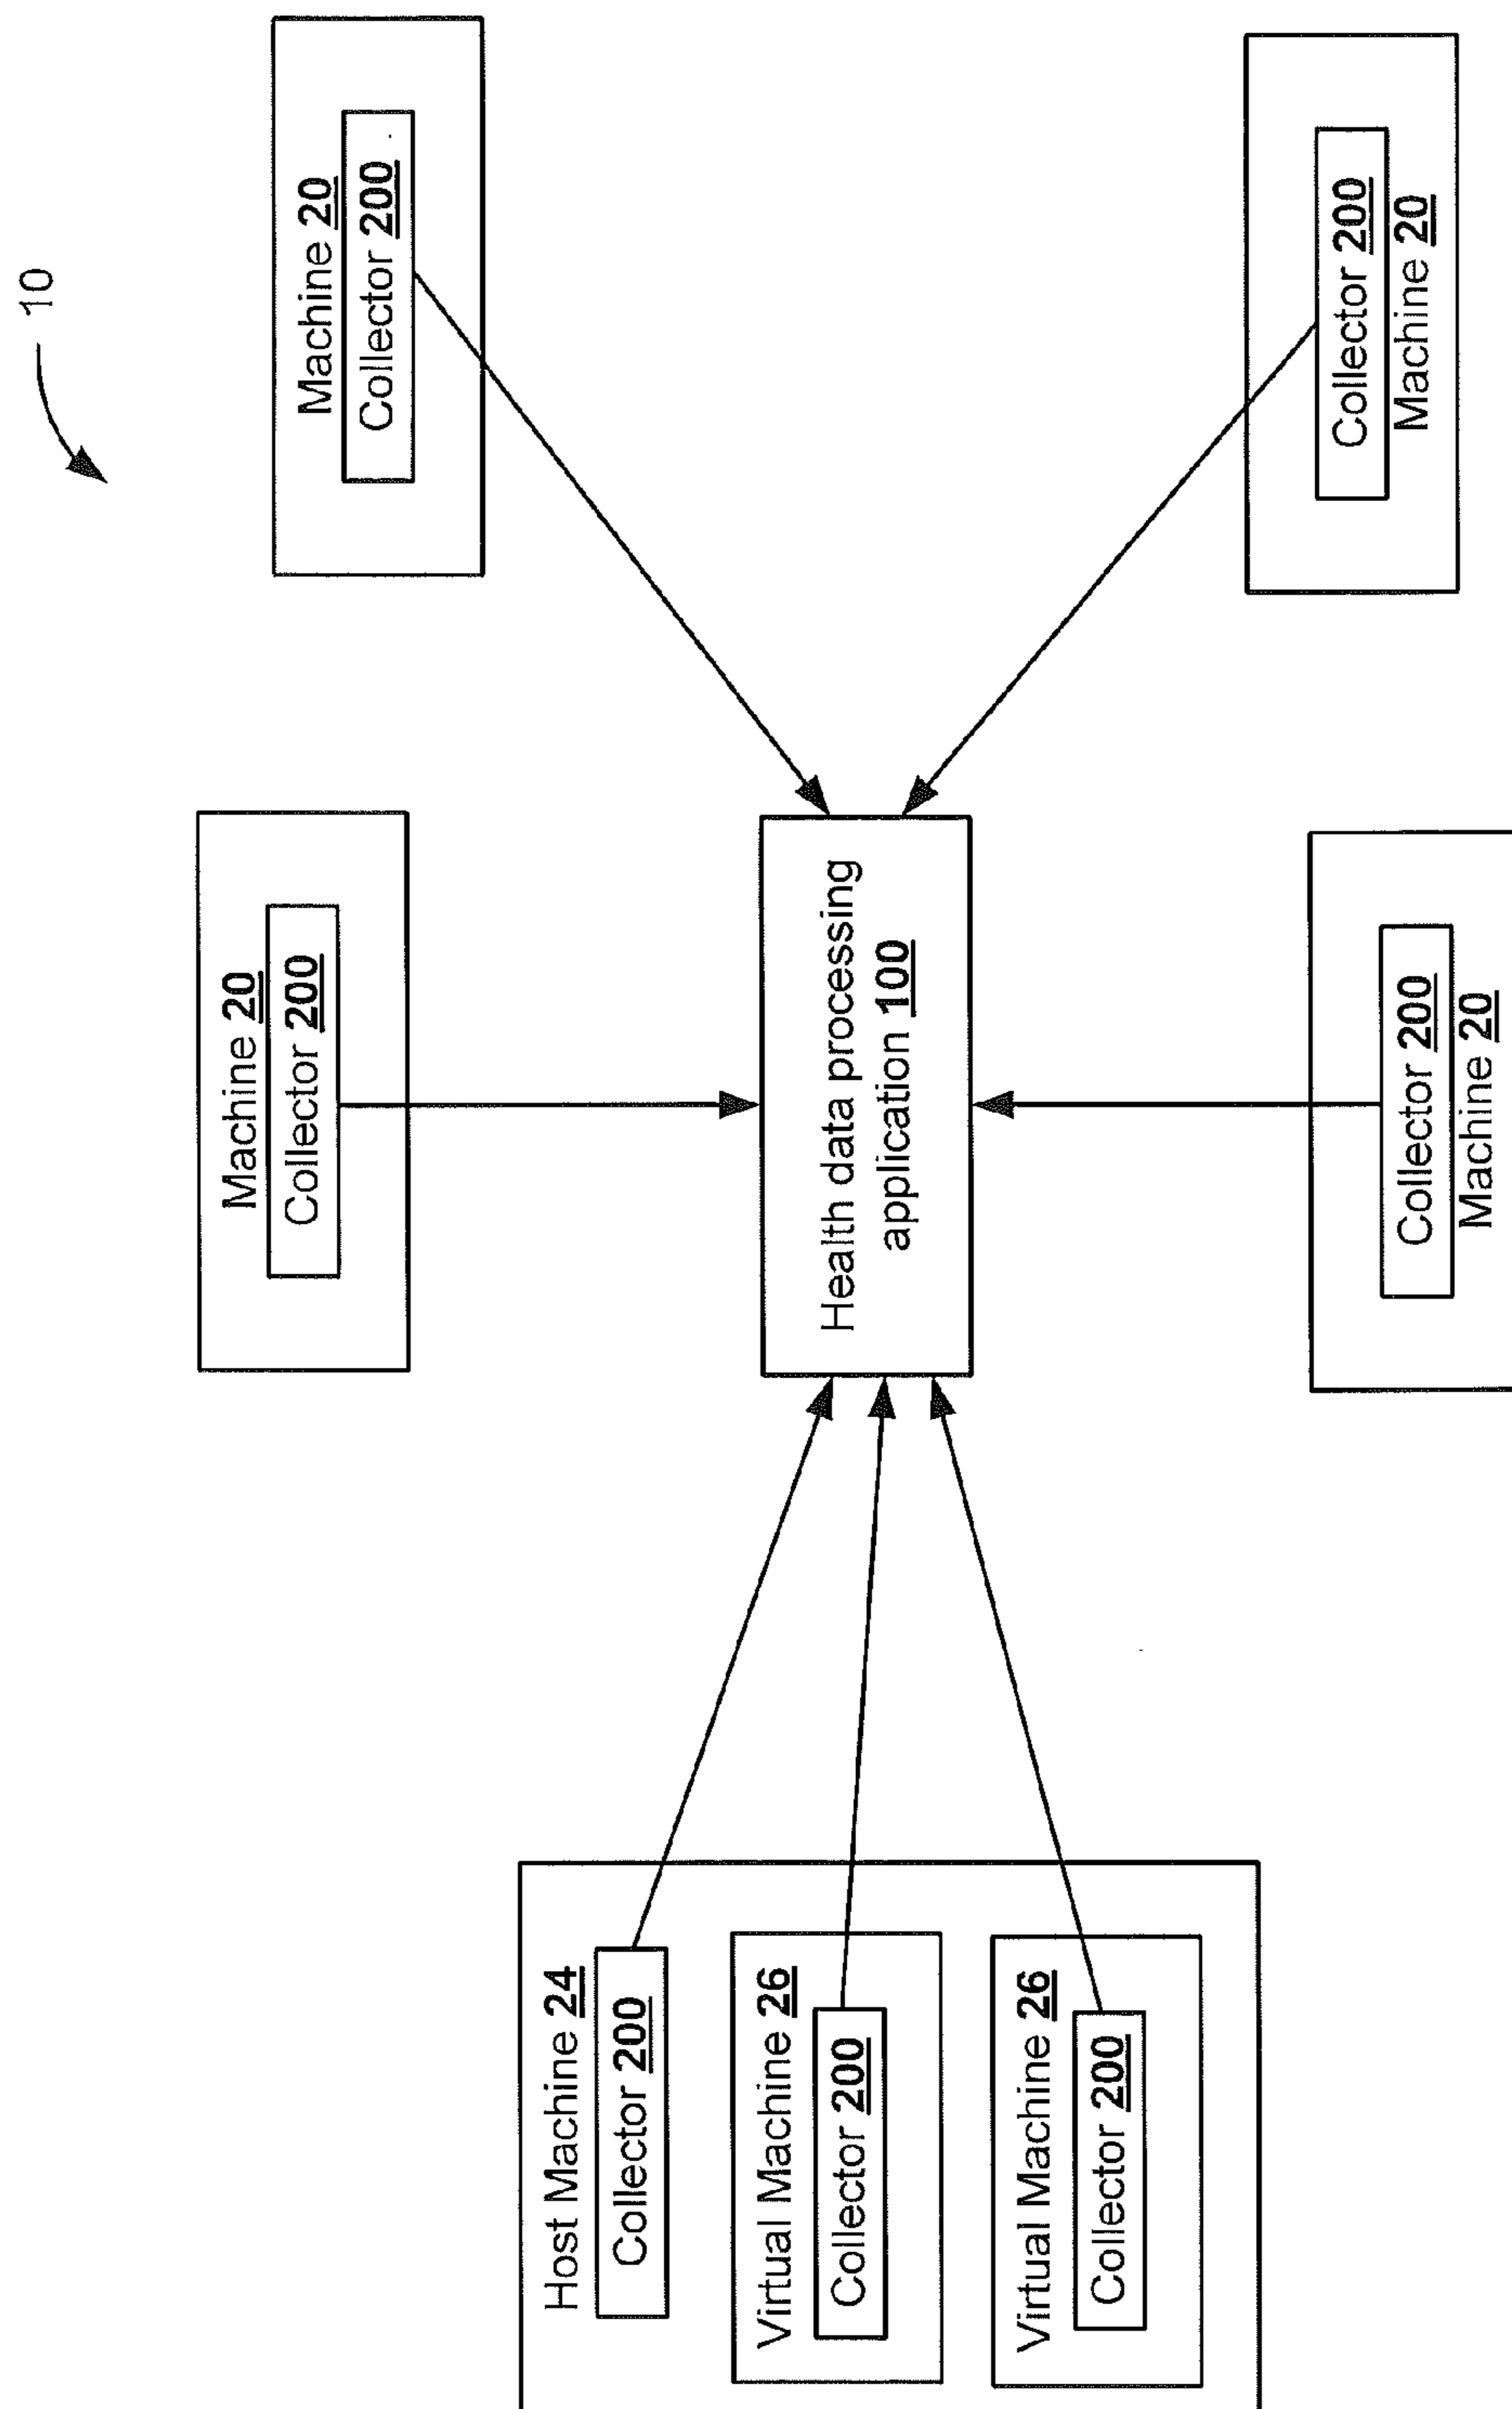 10
Machine 20
Collector 200
Machine 20
Collector 200
Host Machine 24
Collector 200
Virtual Machine 26
Collector 200
Virtual Machine 26
Collector 200
Health data processing
application 100
Collector 200
Machine 20
Collector 200
Machine 20